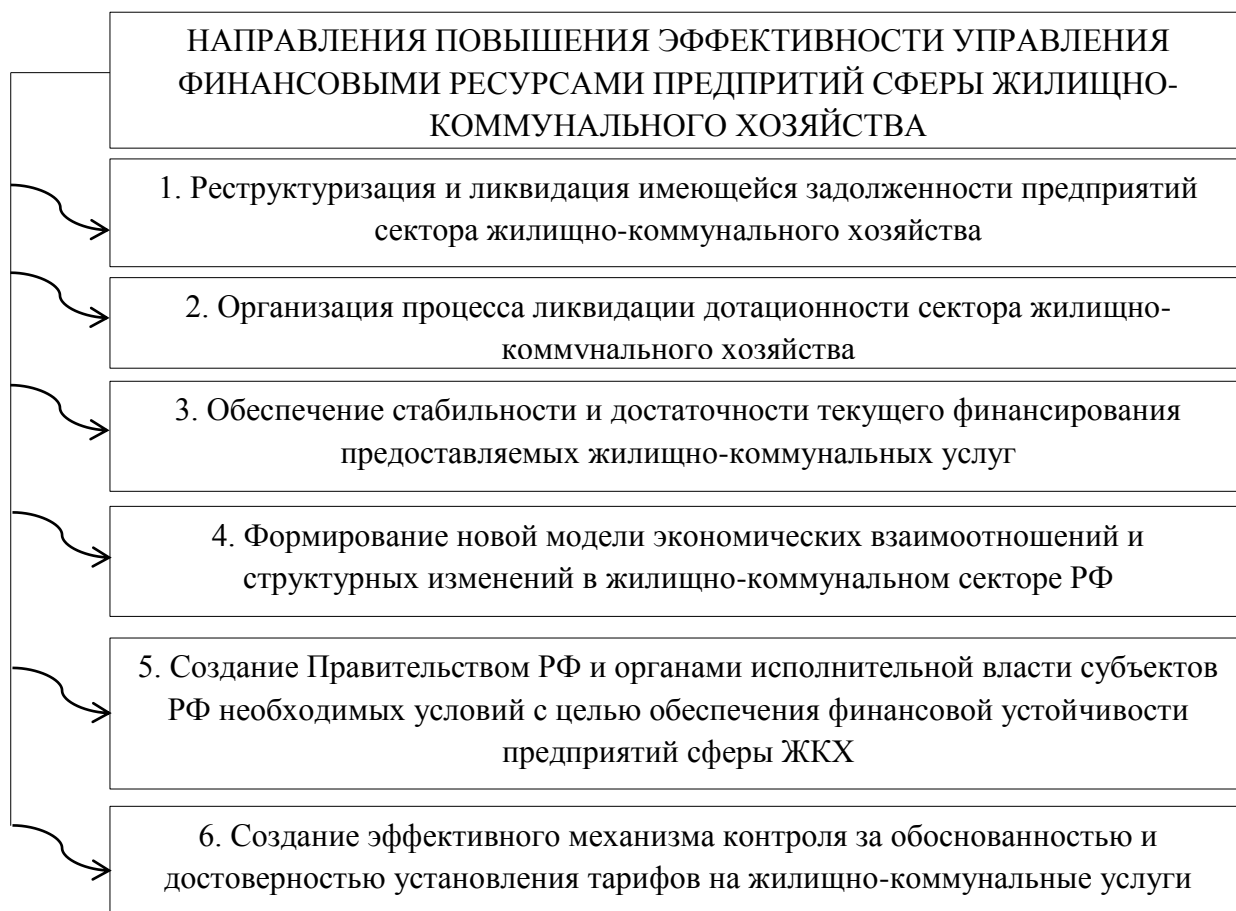 НАПРАВЛЕНИЯ ПОВЫШЕНИЯ ЭФФЕКТИВНОСТИ УПРАВЛЕНИЯ
ФИНАНСОВЫМИ РЕСУРСАМИ ПРЕДПРИТИЙ СФЕРЫ ЖИЛИЩНО-
КОММУНАЛЬНОГО ХОЗЯЙСТВА
1. Реструктуризация и ликвидация имеющейся задолженности предприятий
сектора жилищно-коммунального хозяйства
2. Организация процесса ликвидации дотационности сектора жилищно-
коммунального хозяйства
3. Обеспечение стабильности и достаточности текущего финансирования
предоставляемых жилищно-коммунальных услуг
4. Формирование новой модели экономических взаимоотношений и
структурных изменений в жилищно-коммунальном секторе РФ
5. Создание Правительством РФ и органами исполнительной власти субъектов
РФ необходимых условий с целью обеспечения финансовой устойчивости
предприятий сферы ЖКХ
6. Создание эффективного механизма контроля за обоснованностью и
достоверностью установления тарифов на жилищно-коммунальные услуги